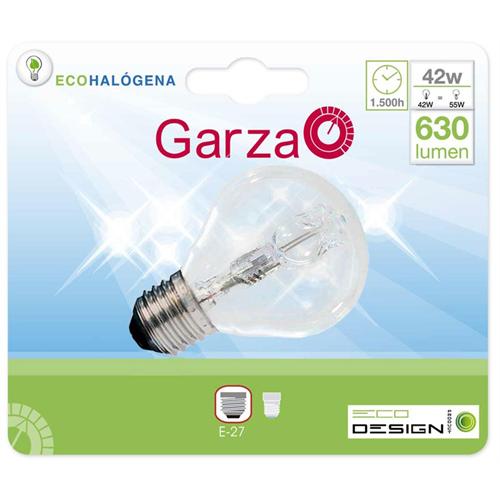 ECOHALÓGENA
Garza
1.500h
42w
42W = 55W
630
lumen
E-27
ECO
DESIGN